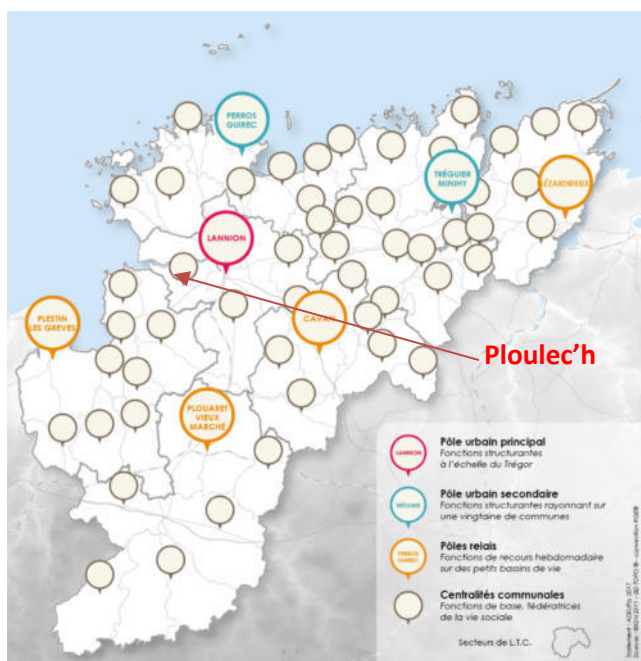 PERROS
GUIREC
TRÉGUIER
MINIHY
LÉZARDRIEUX
LANNION
PLESTIN
LES GREVES
CAVAN
Ploulec’h
PLOUARET
VIEUX
MARCHÉ
LANNION
Pôle urbain principal
Fonctions structurantes
à l'échelle du Trégor
TRÉGUIER
Pôle urbain secondaire
Fonctions structurantes rayonnant sur
une vingtaine de communes
Pôles relais
Fonctions de recours hebdomadaire
sur des petits bassins de vie
Centralités communales
Fonctions de base, fédératrices
de la vie sociale
Secteurs de L.T.C.